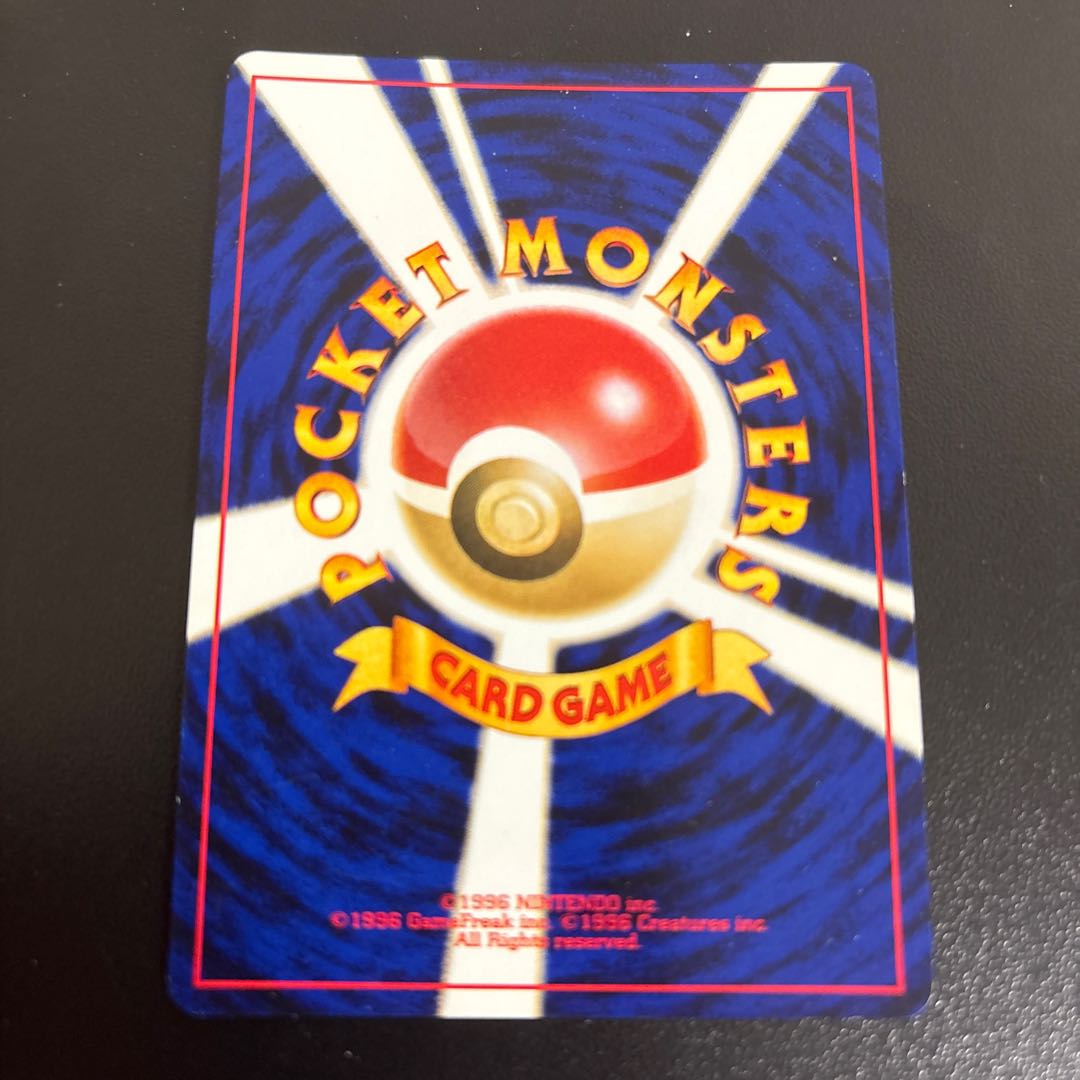 POCKET MONSTERS
CARD GAME
©1996 NINTENDO inc.
©1996 GameFreak inc. ©1996 Creatures inc.
All Rights reserved.